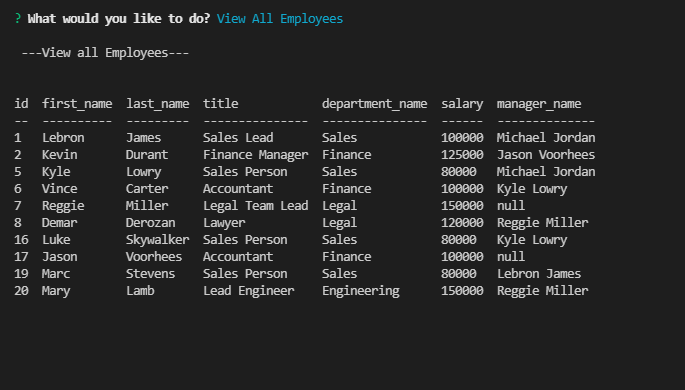 ? What would you like to do? View All Employees
---View all Employees---
id  first_name  last_name  title            department_name  salary  manager_name
--  ----------  ---------  ---------------  ---------------  ------  --------------
1   Lebron      James      Sales Lead       Sales            100000  Michael Jordan
2   Kevin       Durant     Finance Manager  Finance          125000  Jason Voorhees
5   Kyle        Lowry      Sales Person     Sales            80000   Michael Jordan
6   Vince       Carter     Accountant       Finance          100000  Kyle Lowry
7   Reggie      Miller     Legal Team Lead  Legal            150000  null
8   Demar       Derozan    Lawyer           Legal            120000  Reggie Miller
16  Luke        Skywalker  Sales Person     Sales            80000   Kyle Lowry
17  Jason       Voorhees   Accountant       Finance          100000  null
19  Marc        Stevens    Sales Person     Sales            80000   Lebron James
20  Mary        Lamb       Lead Engineer    Engineering      150000  Reggie Miller